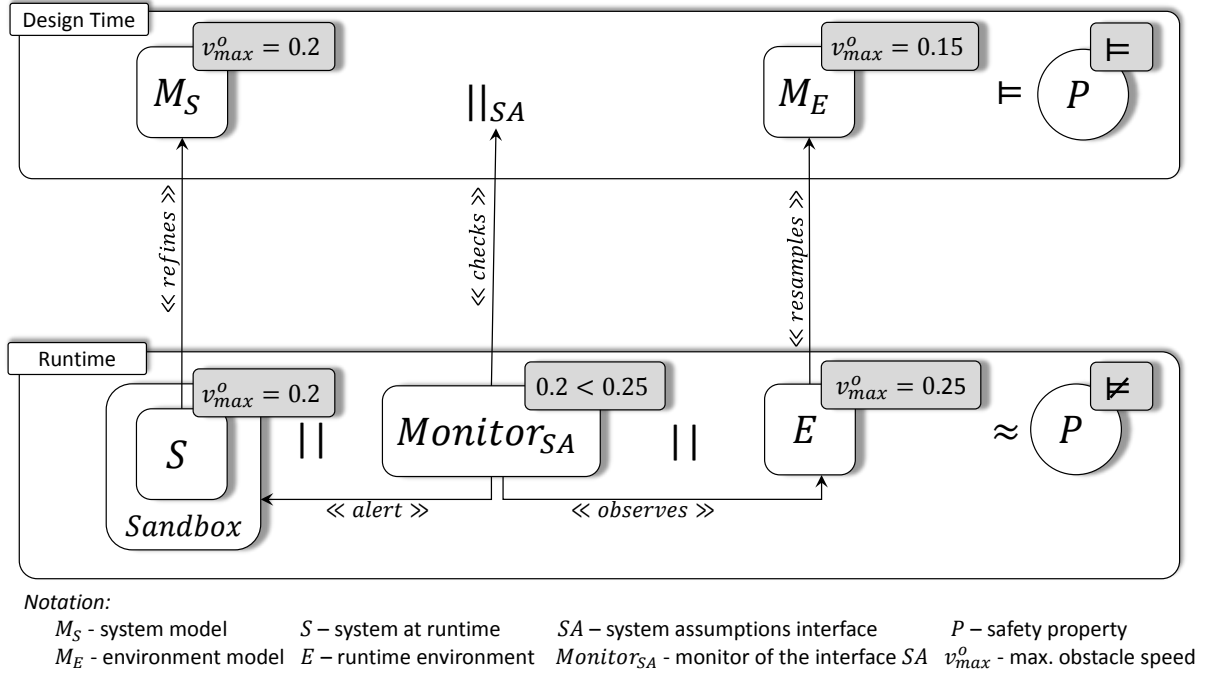 Design Time
v^o_max = 0.2
v^o_max = 0.15
⊨
M_S
||_SA
M_E
⊨
P
≪ refines ≫
≪ checks ≫
≪ resamples ≫
Runtime
v^o_max = 0.2
0.2 < 0.25
v^o_max = 0.25
⊭
S
||
Monitor_SA
||
E
≈
P
Sandbox
≪ alert ≫
≪ observes ≫
Notation:
M_S - system model S – system at runtime SA – system assumptions interface P – safety property
M_E - environment model E – runtime environment Monitor_SA - monitor of the interface SA v^o_max - max. obstacle speed